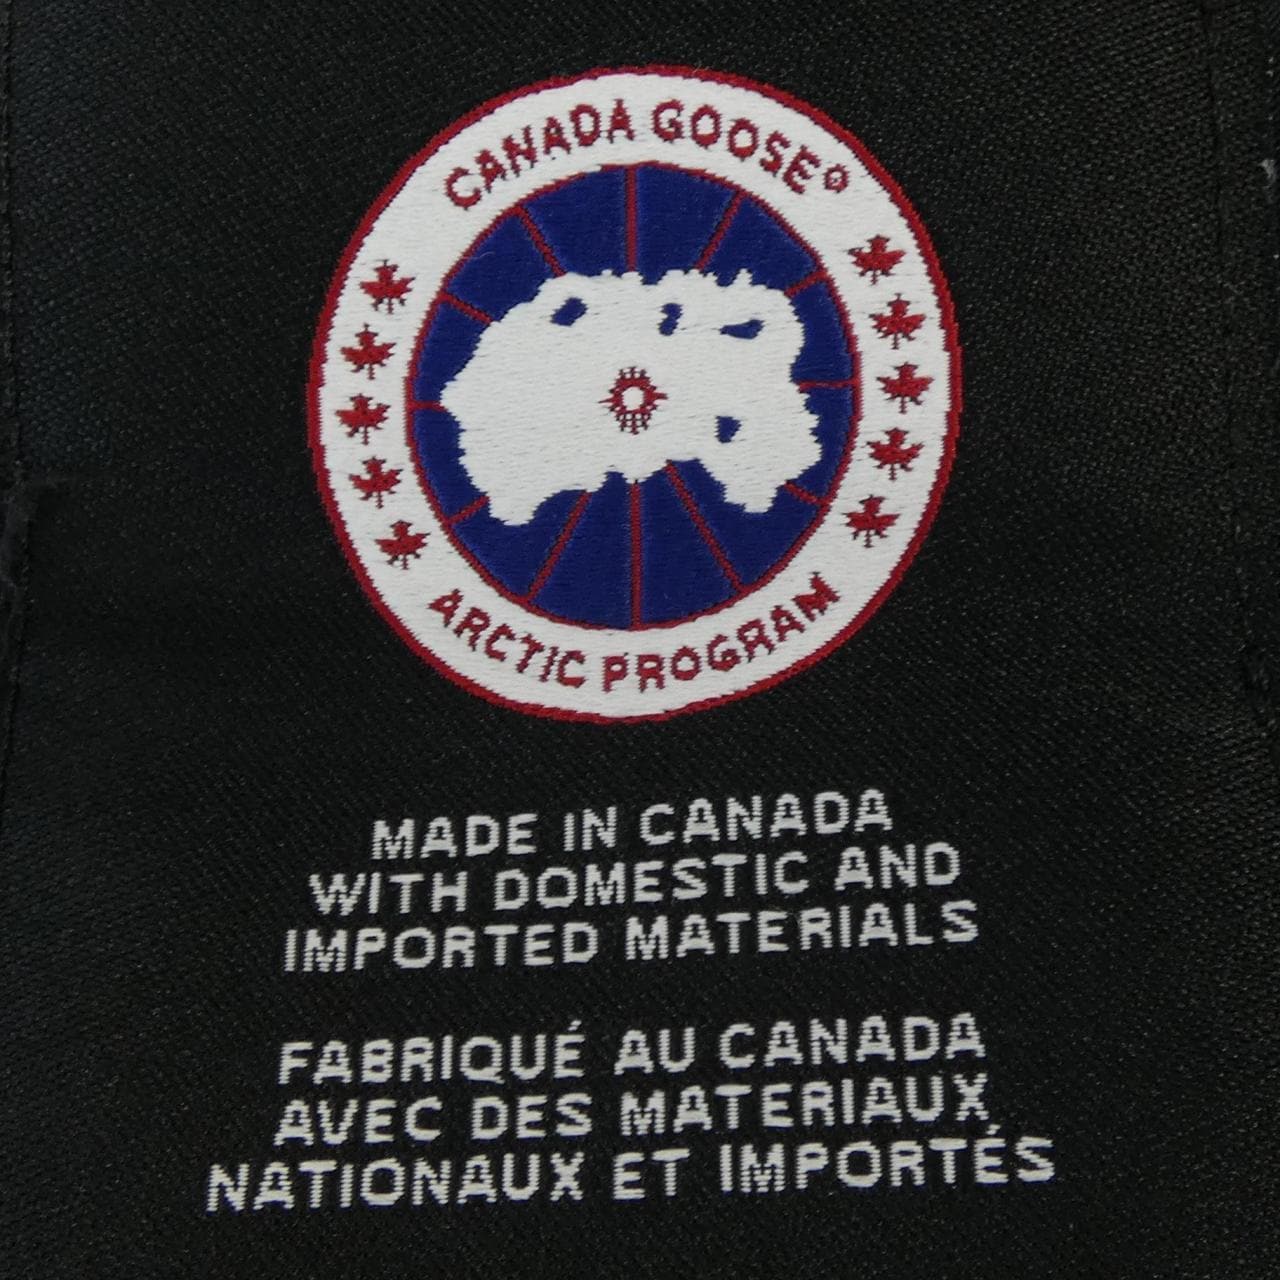 CANADA GOOSE®
ARCTIC PROGRAM
MADE IN CANADA
WITH DOMESTIC AND
IMPORTED MATERIALS
FABRIQUÉ AU CANADA
AVEC DES MATERIAUX
NATIONAUX ET IMPORTÉS